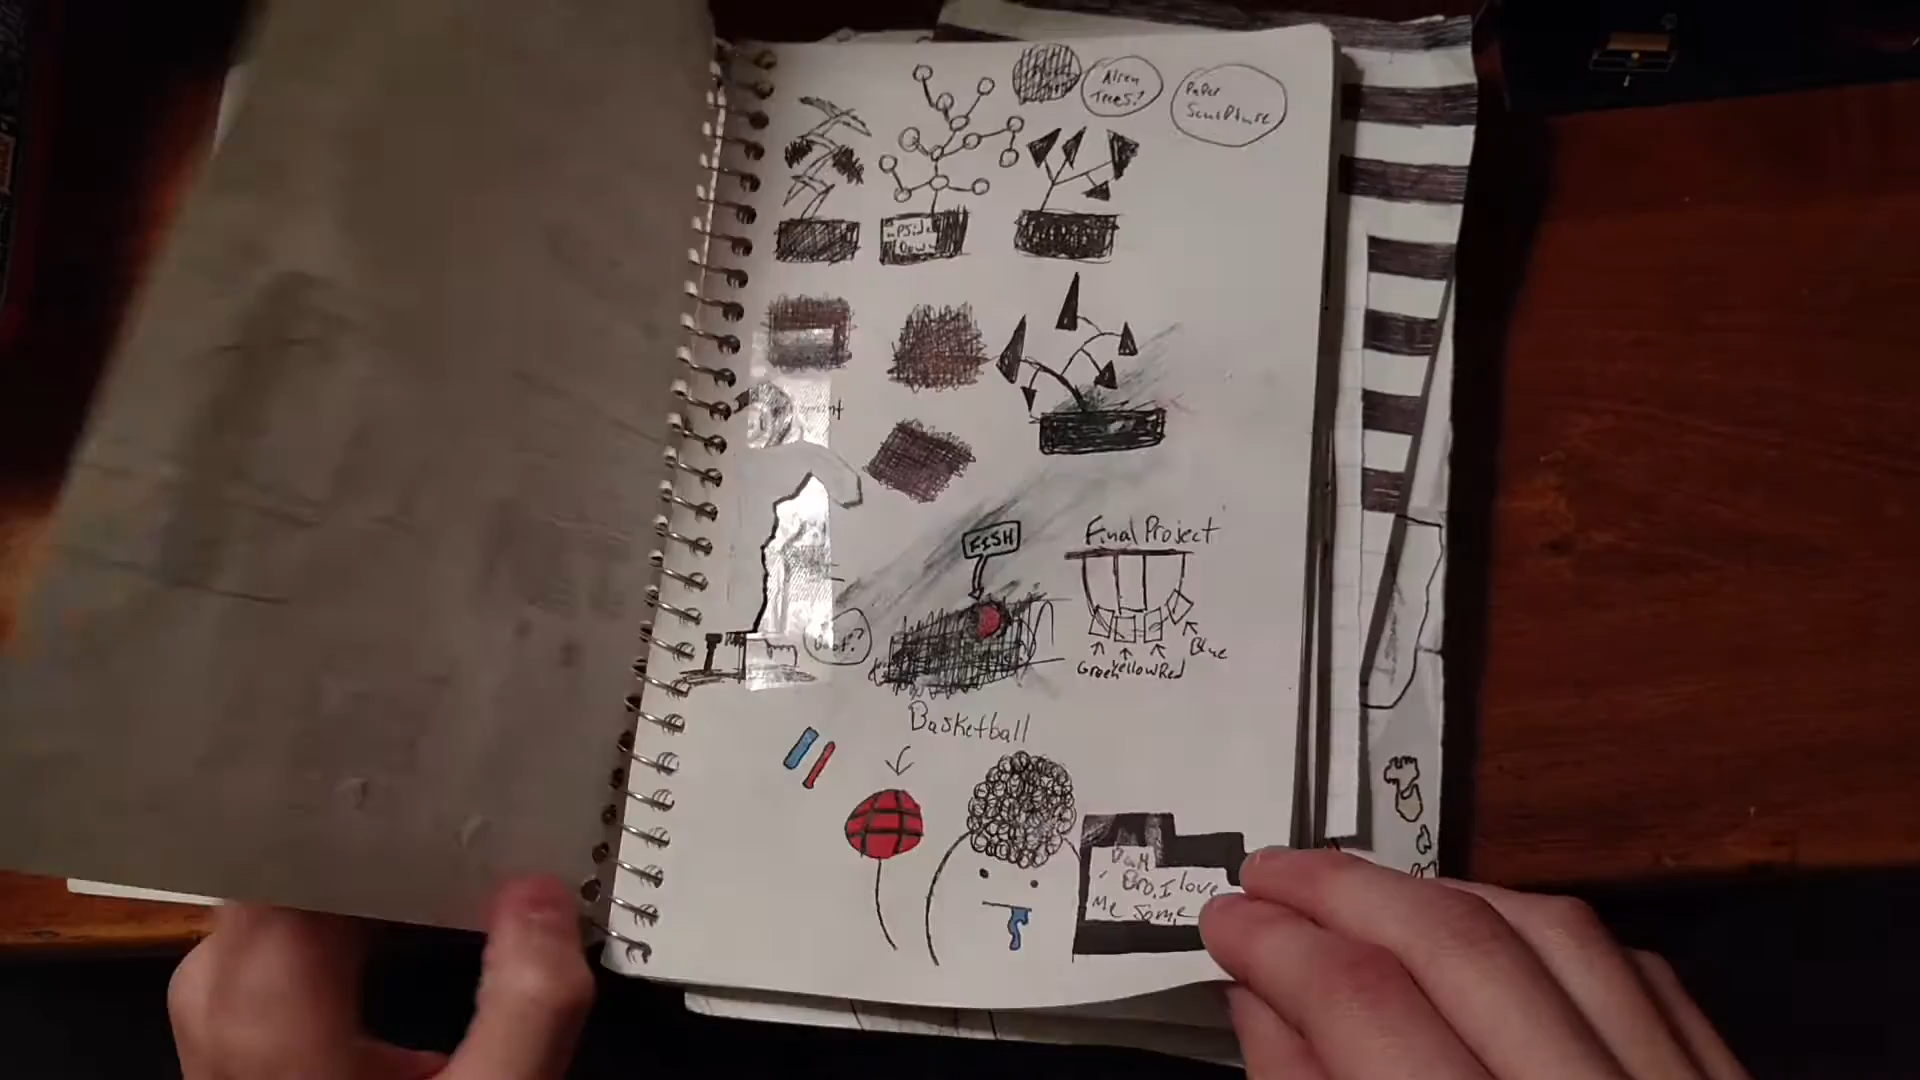 Alien
Trees?
Paper
Sculpture
upside
Down
FISH
Final Project
Blue
Green Yellow Red
Basketball
Bro, I love
Me Some